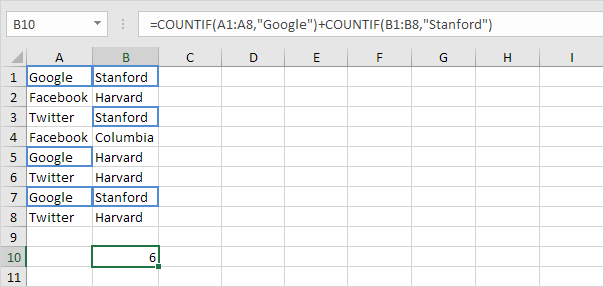 B10 =COUNTIF(A1:A8,"Google")+COUNTIF(B1:B8,"Stanford")
A B C D E F G H I
1 Google Stanford
2 Facebook Harvard
3 Twitter Stanford
4 Facebook Columbia
5 Google Harvard
6 Twitter Harvard
7 Google Stanford
8 Twitter Harvard
9
10 6
11